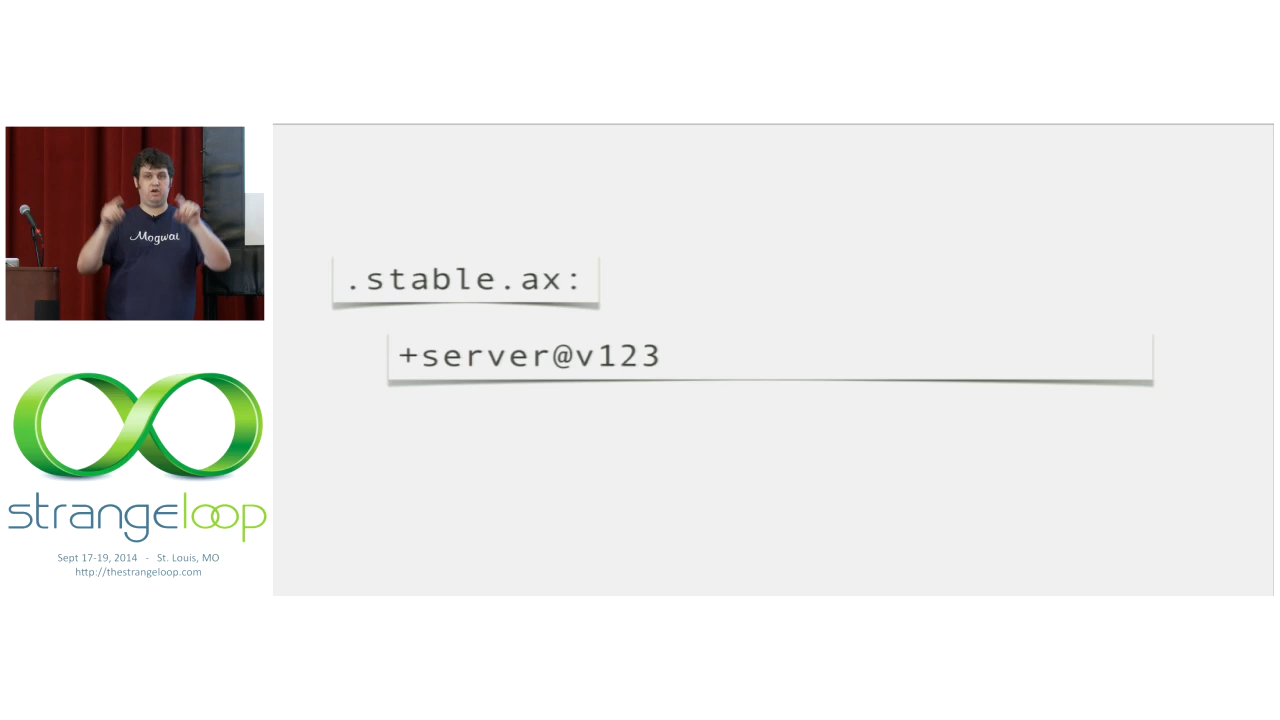 Mogwai
strangeloop
Sept 17-19, 2014 - St. Louis, MO
http://thestrangeloop.com
.stable.ax:
+server@v123